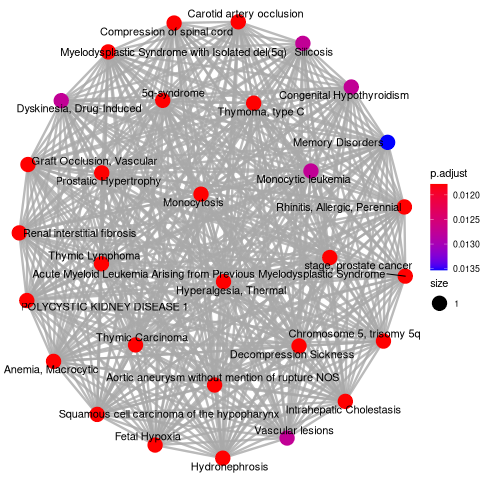 Carotid artery occlusion
Compression of spinal cord
Myelodysplastic Syndrome with Isolated del(5q)
Silicosis
5q-syndrome
Congenital Hypothyroidism
Dyskinesia, Drug-Induced
Thymoma, type C
Memory Disorders
Graft Occlusion, Vascular
Prostatic Hypertrophy
Monocytic leukemia
Monocytosis
Rhinitis, Allergic, Perennial
Renal interstitial fibrosis
Thymic Lymphoma
stage, prostate cancer
Acute Myeloid Leukemia Arising from Previous Myelodysplastic Syndrome
Hyperalgesia, Thermal
POLYCYSTIC KIDNEY DISEASE 1
Thymic Carcinoma
Chromosome 5, trisomy 5q
Decompression Sickness
Anemia, Macrocytic
Aortic aneurysm without mention of rupture NOS
Squamous cell carcinoma of the hypopharynx
Intrahepatic Cholestasis
Fetal Hypoxia
Vascular lesions
Hydronephrosis
p.adjust
0.0120
0.0125
0.0130
0.0135
size
1